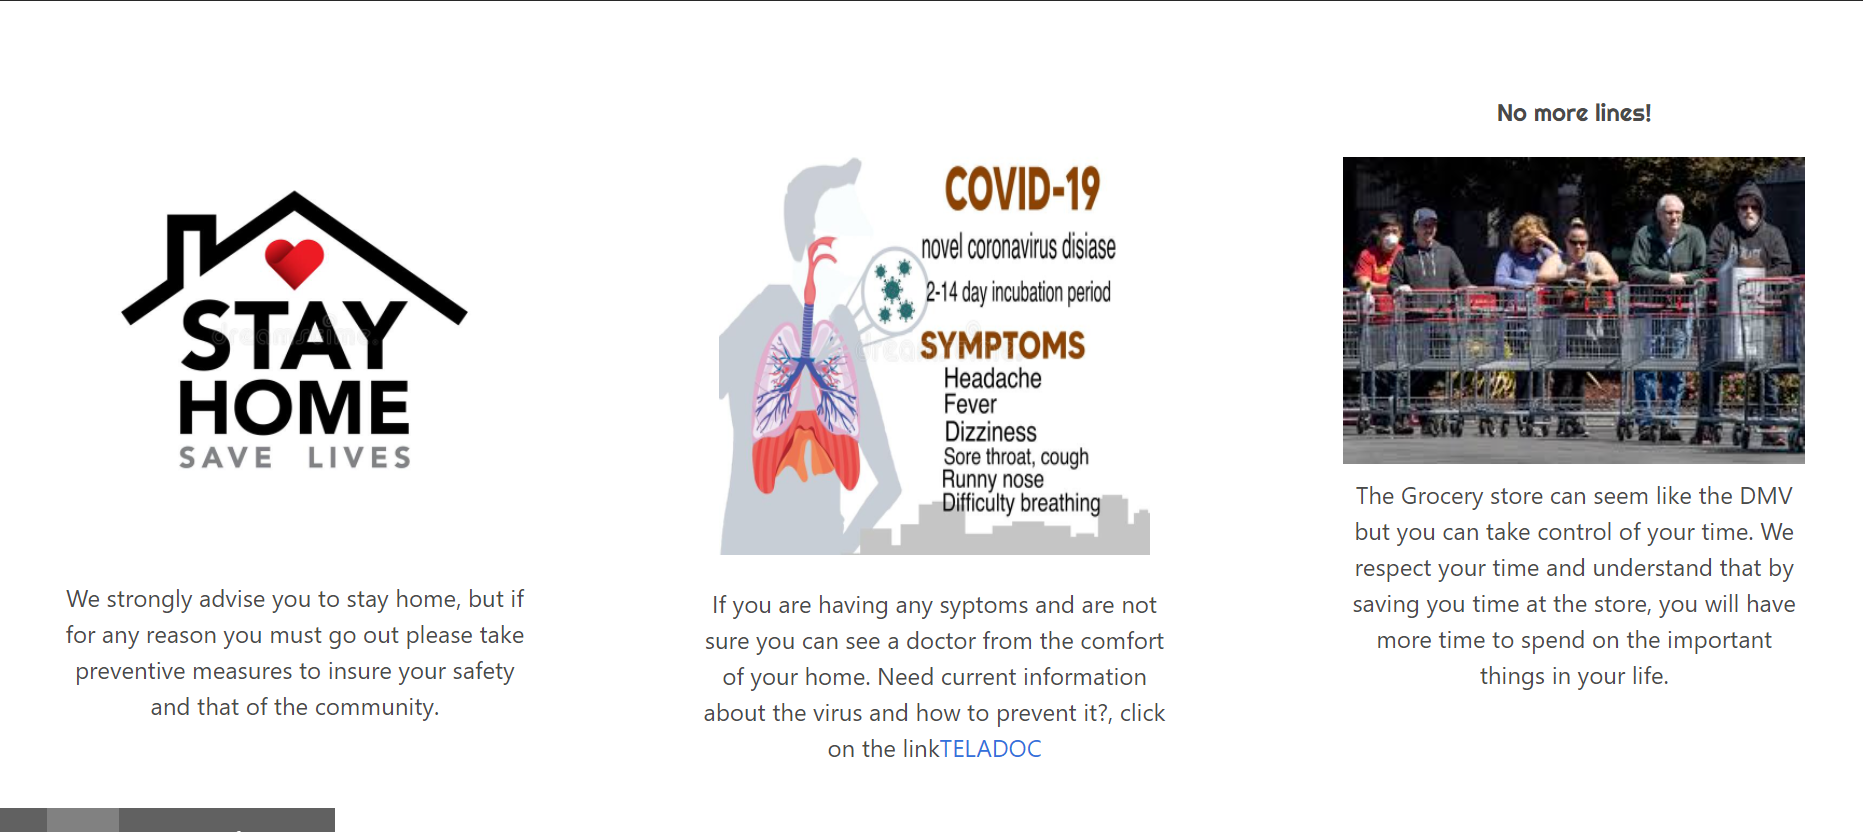 STAY
HOME
SAVE LIVES
We strongly advise you to stay home, but if
for any reason you must go out please take
preventive measures to insure your safety
and that of the community.
COVID-19
novel coronavirus disiase
2-14 day incubation period
SYMPTOMS
Headache
Fever
Dizziness
Sore throat, cough
Runny nose
Difficulty breathing
If you are having any syptoms and are not
sure you can see a doctor from the comfort
of your home. Need current information
about the virus and how to prevent it?, click
on the linkTELADOC
No more lines!
The Grocery store can seem like the DMV
but you can take control of your time. We
respect your time and understand that by
saving you time at the store, you will have
more time to spend on the important
things in your life.